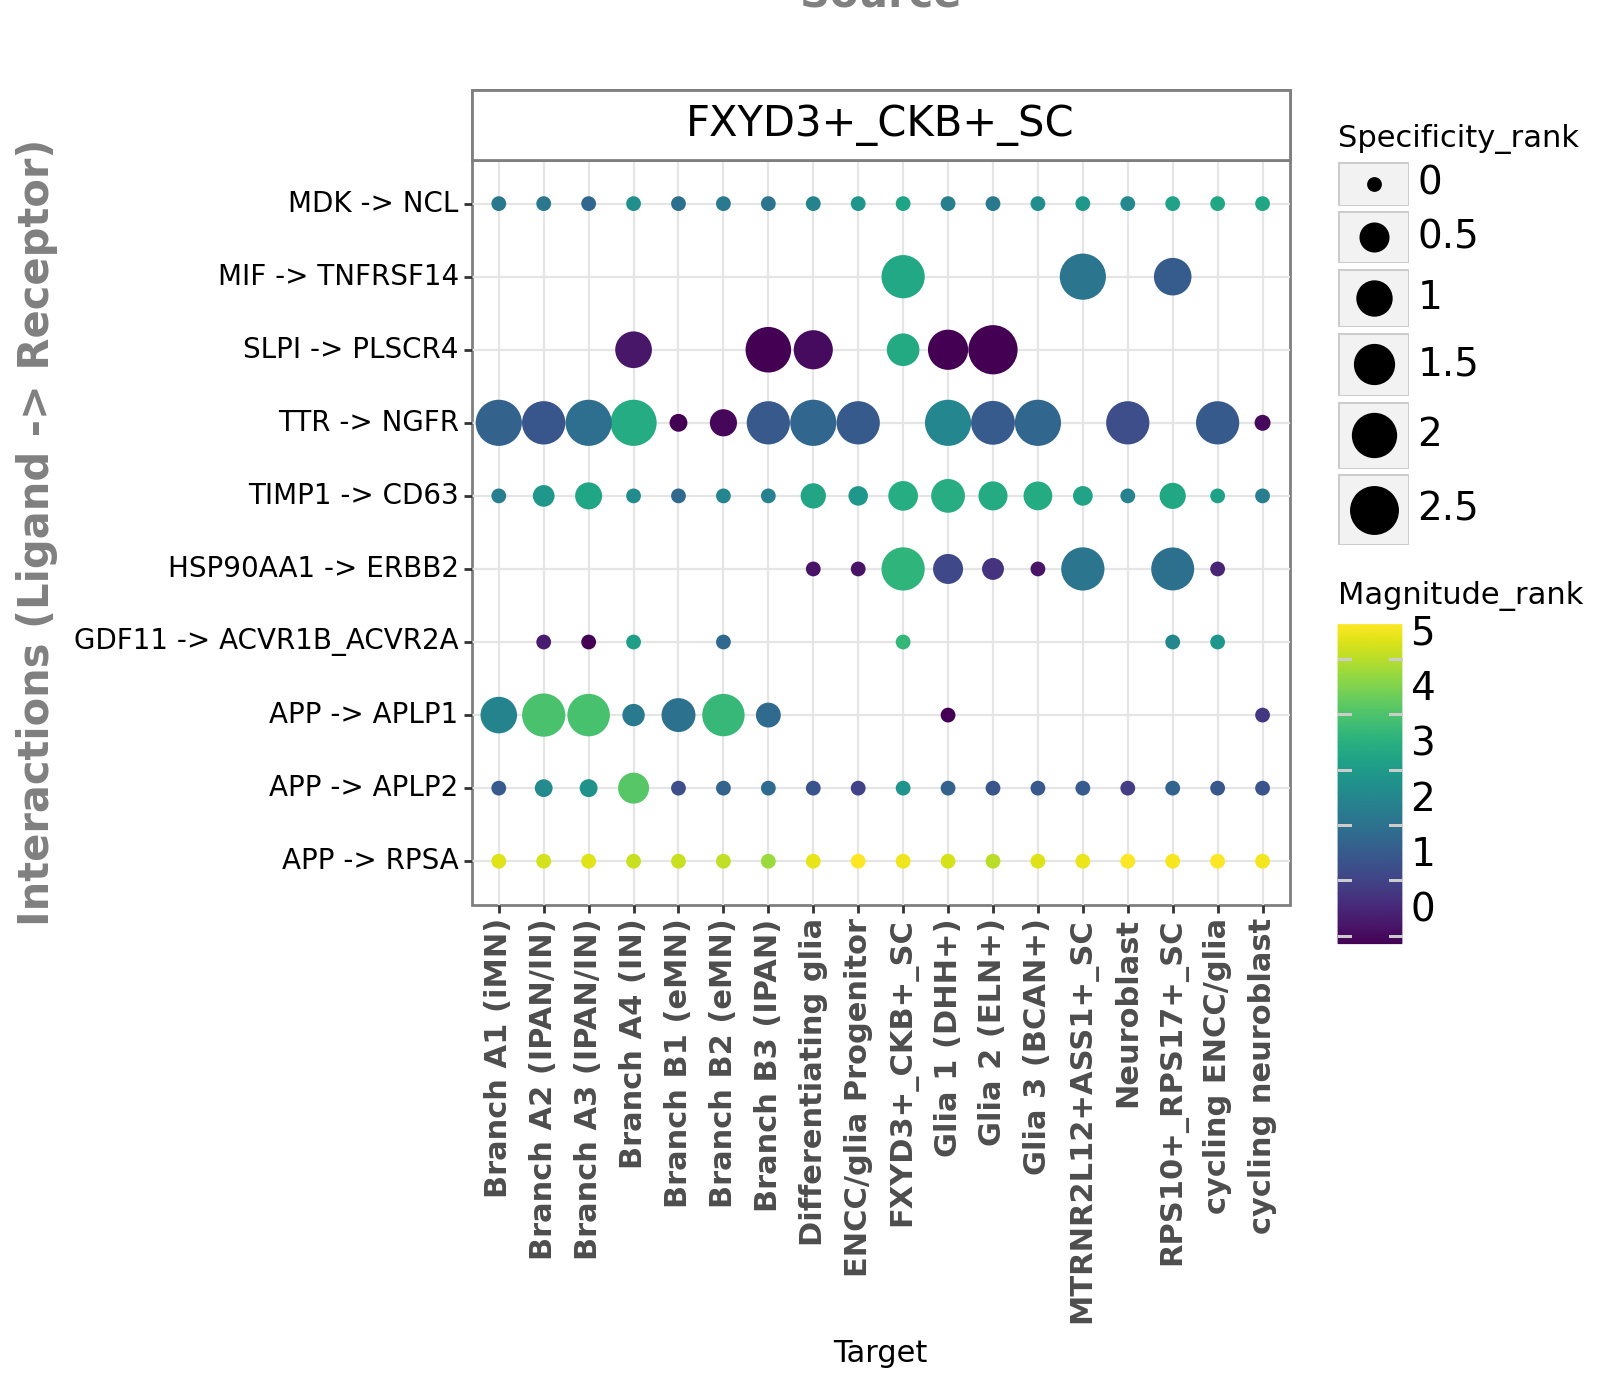 Source
FXYD3+_CKB+_SC
Interactions (Ligand -> Receptor)
MDK -> NCL
MIF -> TNFRSF14
SLPI -> PLSCR4
TTR -> NGFR
TIMP1 -> CD63
HSP90AA1 -> ERBB2
GDF11 -> ACVR1B_ACVR2A
APP -> APLP1
APP -> APLP2
APP -> RPSA
Branch A1 (iMN)
Branch A2 (IPAN/IN)
Branch A3 (IPAN/IN)
Branch A4 (IN)
Branch B1 (eMN)
Branch B2 (eMN)
Branch B3 (IPAN)
Differentiating glia
ENCC/glia Progenitor
FXYD3+_CKB+_SC
Glia 1 (DHH+)
Glia 2 (ELN+)
Glia 3 (BCAN+)
MTRNR2L12+ASS1+_SC
Neuroblast
RPS10+_RPS17+_SC
cycling ENCC/glia
cycling neuroblast
Target
Specificity_rank
0
0.5
1
1.5
2
2.5
Magnitude_rank
5
4
3
2
1
0